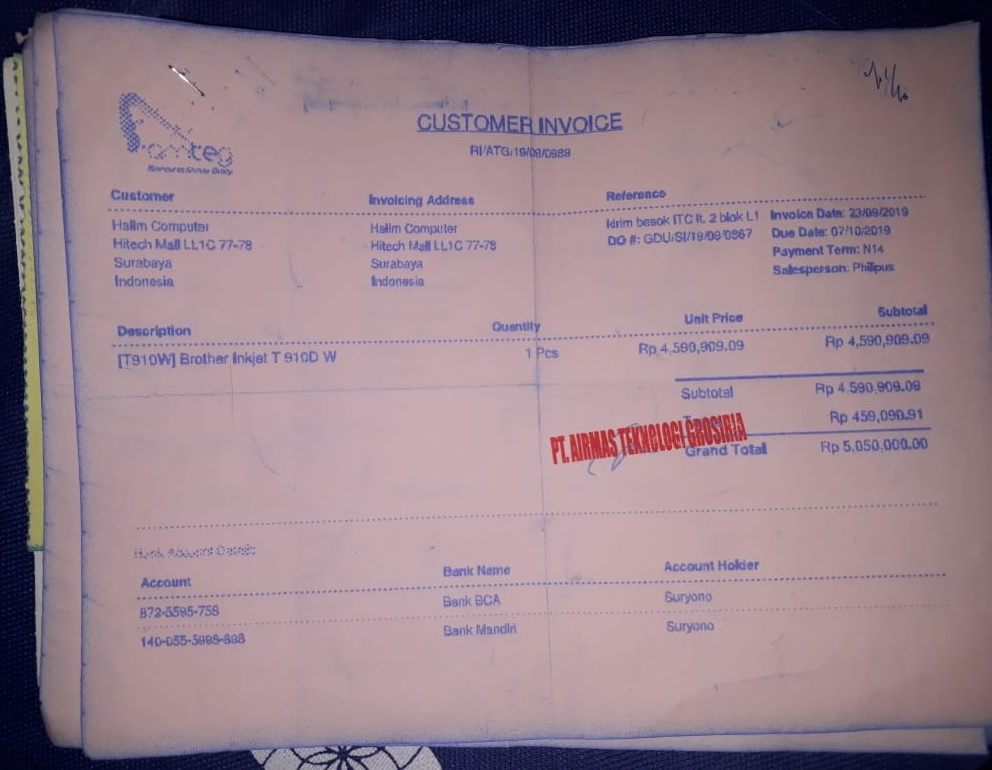 CUSTOMER INVOICE
RI/ATG/19/09/0989
Customer
Halim Computer
Hitech Mall LL1C 77-78
Surabaya
Indonesia
Invoicing Address
Halim Computer
Hitech Mall LL1C 77-78
Surabaya
Indonesia
Reference
kirim besok ITC lt. 2 blok L1
DO #: GDU/SI/19/09/0867
Invoice Date: 23/09/2019
Due Date: 07/10/2019
Payment Term: N14
Salesperson: Philipus
Description Quantity Unit Price Subtotal
[T910W] Brother Inkjet T 910D W 1 Pcs Rp 4,590,909.09 Rp 4,590,909.09
Subtotal Rp 4,590,909.09
Rp 459,090.91
PT. AIRMAS TEKNOLOGI GROSIRIA
Grand Total Rp 5,050,000.00
Bank Account Details
Account Bank Name Account Holder
872-5595-758 Bank BCA Suryono
Bank Mandiri Suryono